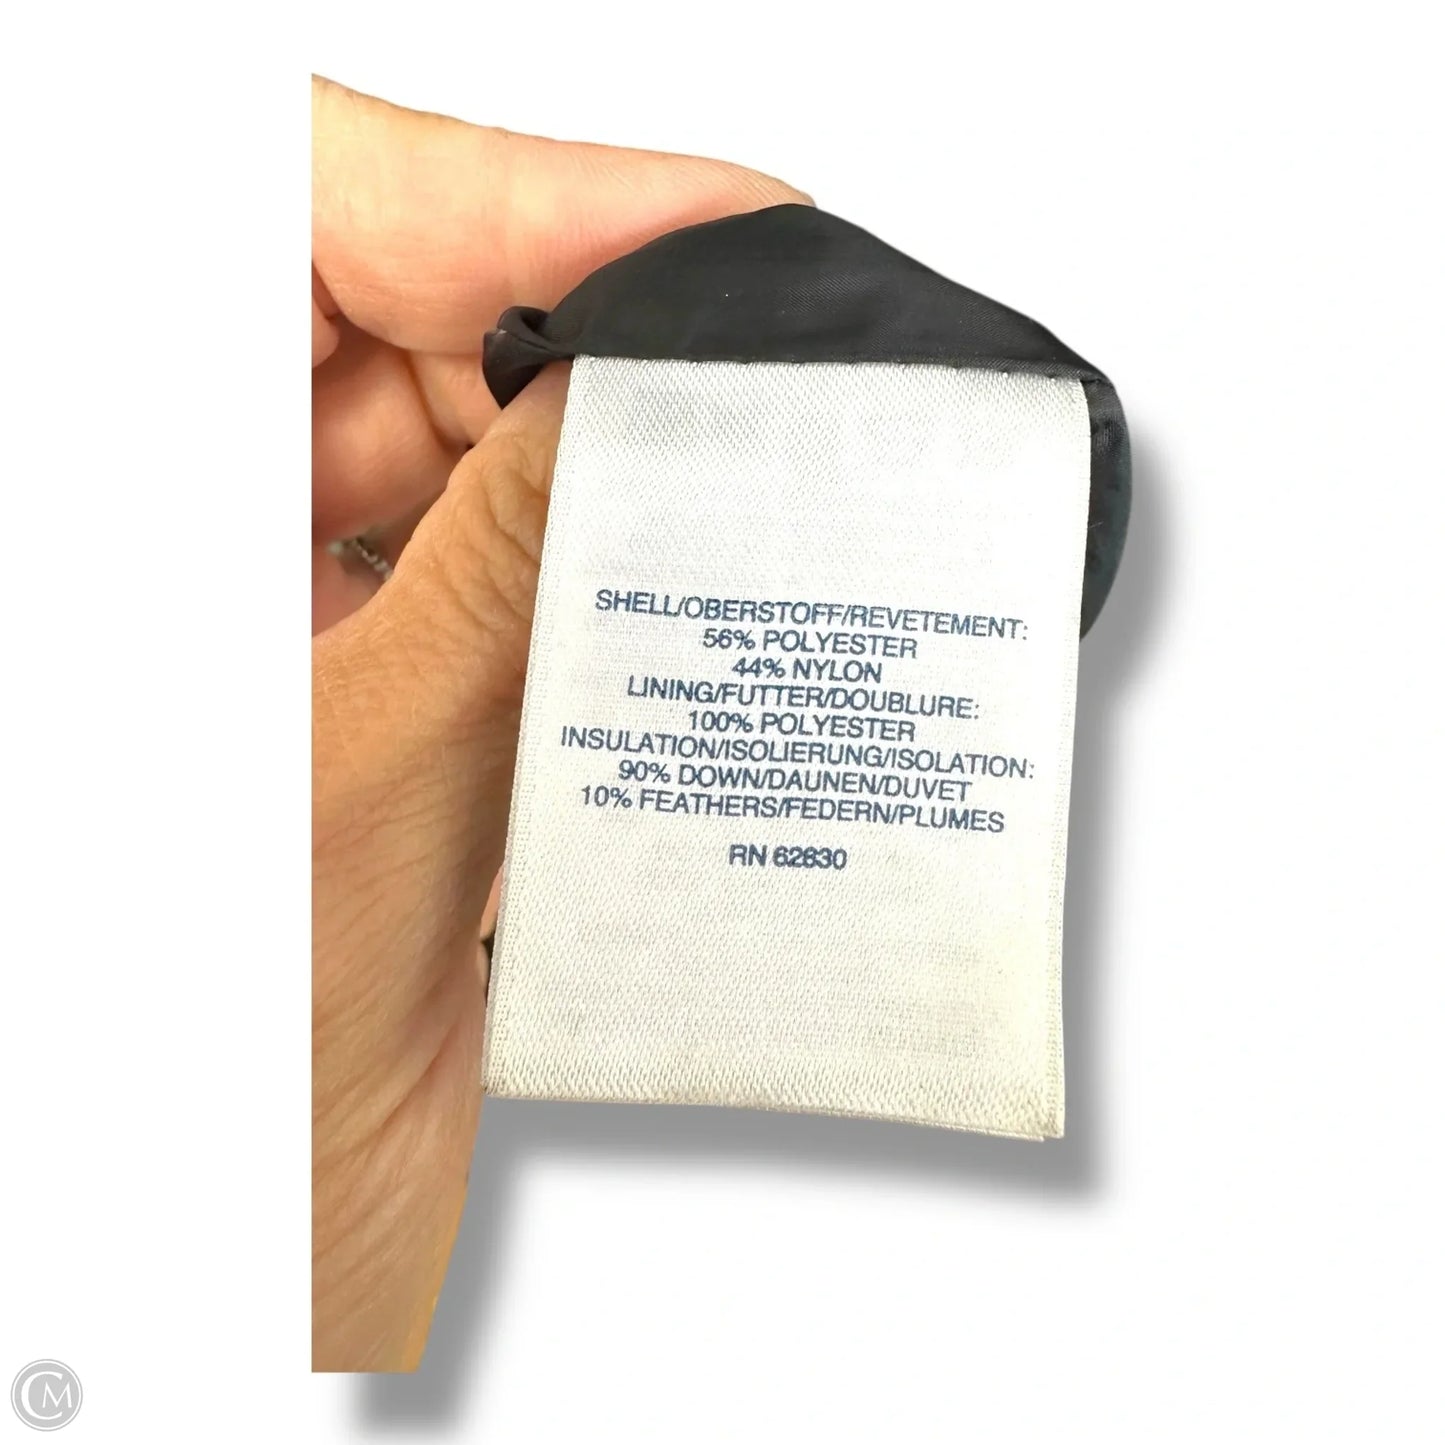 SHELL/OBERSTOFF/REVETEMENT:
56% POLYESTER
44% NYLON
LINING/FUTTER/DOUBLURE:
100% POLYESTER
INSULATION/ISOLIERUNG/ISOLATION:
90% DOWN/DAUNEN/DUVET
10% FEATHERS/FEDERN/PLUMES
RN 62830
CM